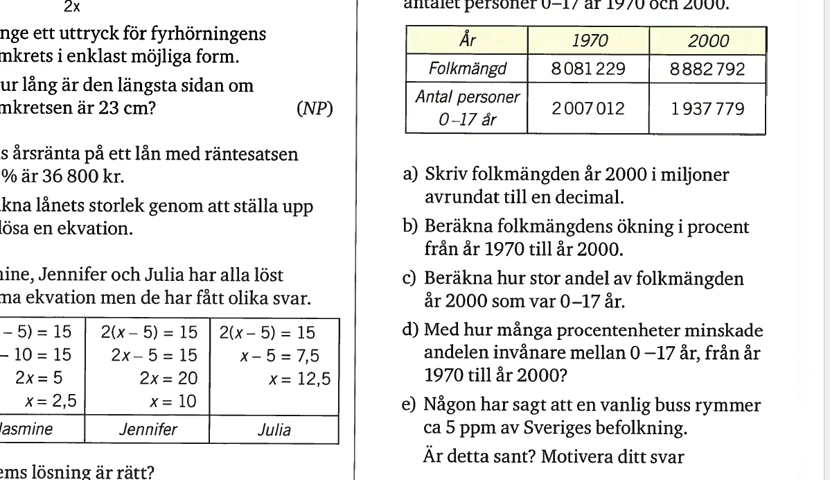 2x
nge ett uttryck för fyrhörningens
mkrets i enklast möjliga form.
ur lång är den längsta sidan om
mkretsen är 23 cm? (NP)
s årsränta på ett lån med räntesatsen
% är 36 800 kr.
kna lånets storlek genom att ställa upp
lösa en ekvation.
nine, Jennifer och Julia har alla löst
ma ekvation men de har fått olika svar.
– 5) = 15 2(x – 5) = 15 2(x – 5) = 15
– 10 = 15 2x – 5 = 15 x – 5 = 7,5
2x = 5 2x = 20 x = 12,5
x = 2,5 x = 10
Jasmine Jennifer Julia
ems lösning är rätt?
antalet personer 0–17 år 1970 och 2000.
År 1970 2000
Folkmängd 8 081 229 8 882 792
Antal personer
0–17 år 2 007 012 1 937 779
a) Skriv folkmängden år 2000 i miljoner
avrundat till en decimal.
b) Beräkna folkmängdens ökning i procent
från år 1970 till år 2000.
c) Beräkna hur stor andel av folkmängden
år 2000 som var 0–17 år.
d) Med hur många procentenheter minskade
andelen invånare mellan 0–17 år, från år
1970 till år 2000?
e) Någon har sagt att en vanlig buss rymmer
ca 5 ppm av Sveriges befolkning.
Är detta sant? Motivera ditt svar